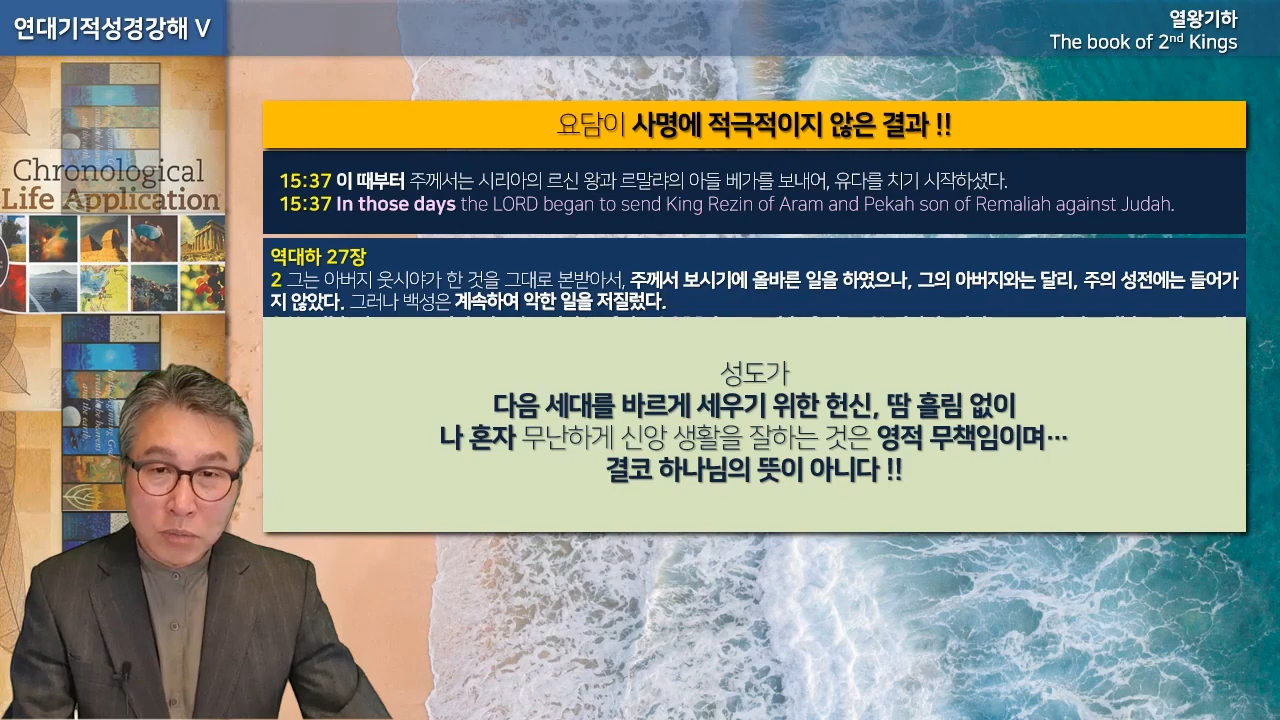 연대기적성경강해 V
열왕기하
The book of 2nd Kings
Chronological
Life Application
요담이 사명에 적극적이지 않은 결과 !!
15:37 이 때부터 주께서는 시리아의 르신 왕과 르말랴의 아들 베가를 보내어, 유다를 치기 시작하셨다.
15:37 In those days the LORD began to send King Rezin of Aram and Pekah son of Remaliah against Judah.
역대하 27장
2 그는 아버지 웃시야가 한 것을 그대로 본받아서, 주께서 보시기에 올바른 일을 하였으나, 그의 아버지와는 달리, 주의 성전에는 들어가
지 않았다. 그러나 백성은 계속하여 악한 일을 저질렀다.
성도가
다음 세대를 바르게 세우기 위한 헌신, 땀 흘림 없이
나 혼자 무난하게 신앙 생활을 잘하는 것은 영적 무책임이며…
결코 하나님의 뜻이 아니다 !!